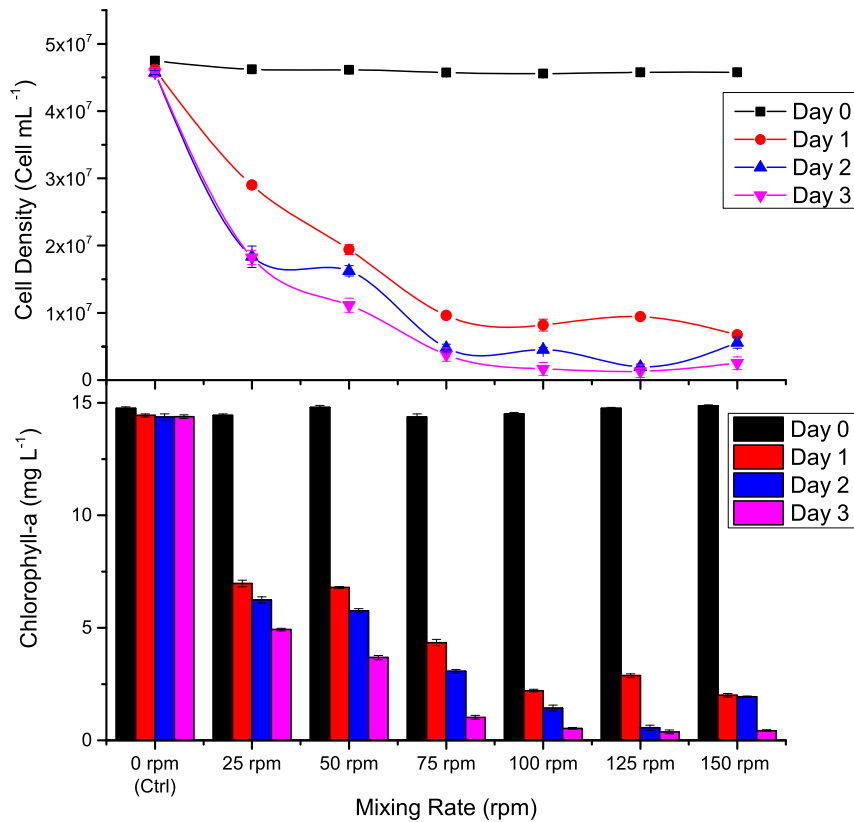 5x10⁷
4x10⁷
3x10⁷
2x10⁷
1x10⁷
0
Cell Density (Cell mL⁻¹)
Day 0
Day 1
Day 2
Day 3
15
10
5
0
Chlorophyll-a (mg L⁻¹)
Day 0
Day 1
Day 2
Day 3
0 rpm 25 rpm 50 rpm 75 rpm 100 rpm 125 rpm 150 rpm
(Ctrl)
Mixing Rate (rpm)